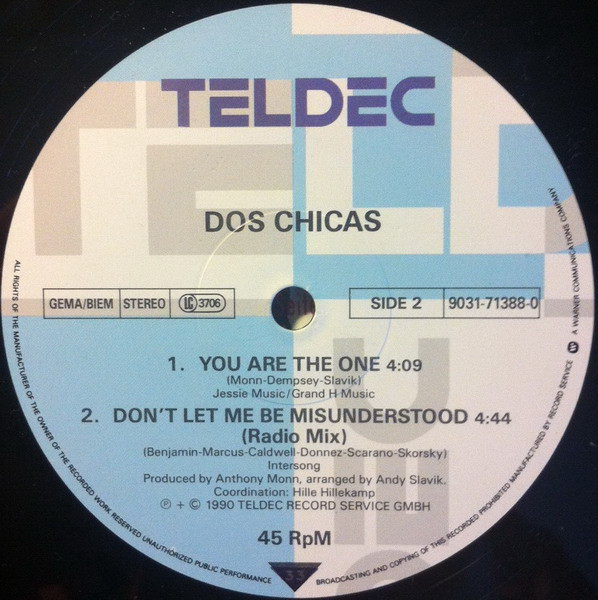 TELDEC
DOS CHICAS
GEMA/BIEM STEREO LC 3706
SIDE 2 9031-71388-0
1. YOU ARE THE ONE 4:09
(Monn-Dempsey-Slavik)
Jessie Music/Grand H Music
2. DON'T LET ME BE MISUNDERSTOOD 4:44
(Radio Mix)
(Benjamin-Marcus-Caldwell-Donnez-Scarano-Skorsky)
Intersong
Produced by Anthony Monn, arranged by Andy Slavik.
Coordination: Hille Hillekamp
℗ + © 1990 TELDEC RECORD SERVICE GMBH
45 RpM
33
ALL RIGHTS OF THE MANUFACTURER OF THE OWNER OF THE RECORDED WORK RESERVED UNAUTHORIZED PUBLIC PERFORMANCE
BROADCASTING AND COPYING OF THIS RECORDED PROHIBITED MANUFACTURED BY RECORD SERVICE W A WARNER COMMUNICATIONS COMPANY